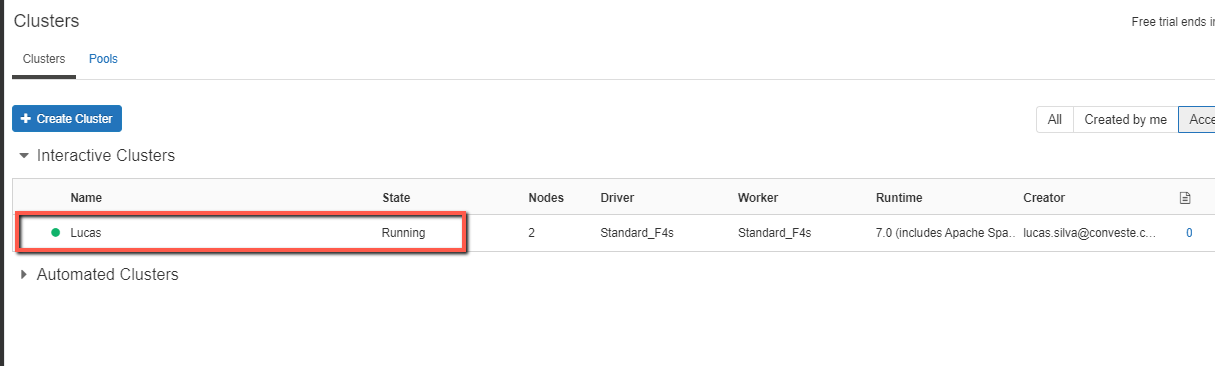 Clusters
Free trial ends in
Clusters Pools
+ Create Cluster
All Created by me Acce
Interactive Clusters
Name State Nodes Driver Worker Runtime Creator
Lucas Running 2 Standard_F4s Standard_F4s 7.0 (includes Apache Spa.. lucas.silva@conveste.c... 0
Automated Clusters